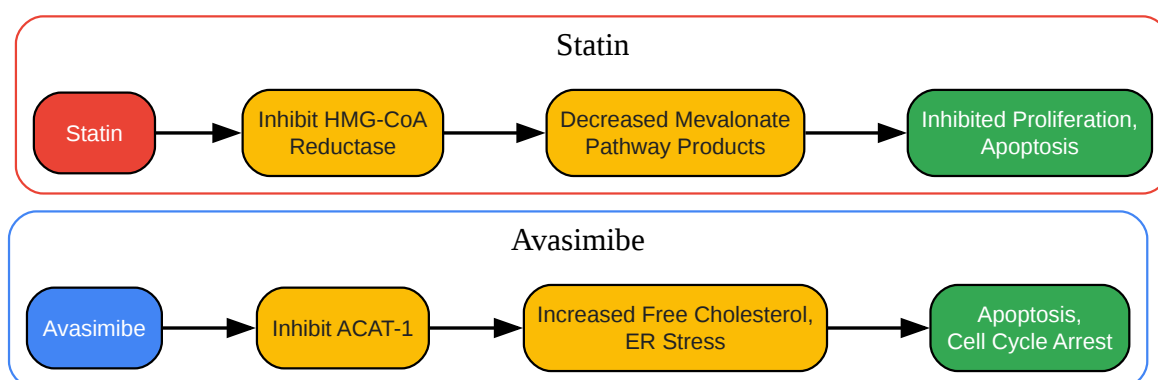 Statin
Statin
Inhibit HMG-CoA
Reductase
Decreased Mevalonate
Pathway Products
Inhibited Proliferation,
Apoptosis
Avasimibe
Avasimibe
Inhibit ACAT-1
Increased Free Cholesterol,
ER Stress
Apoptosis,
Cell Cycle Arrest